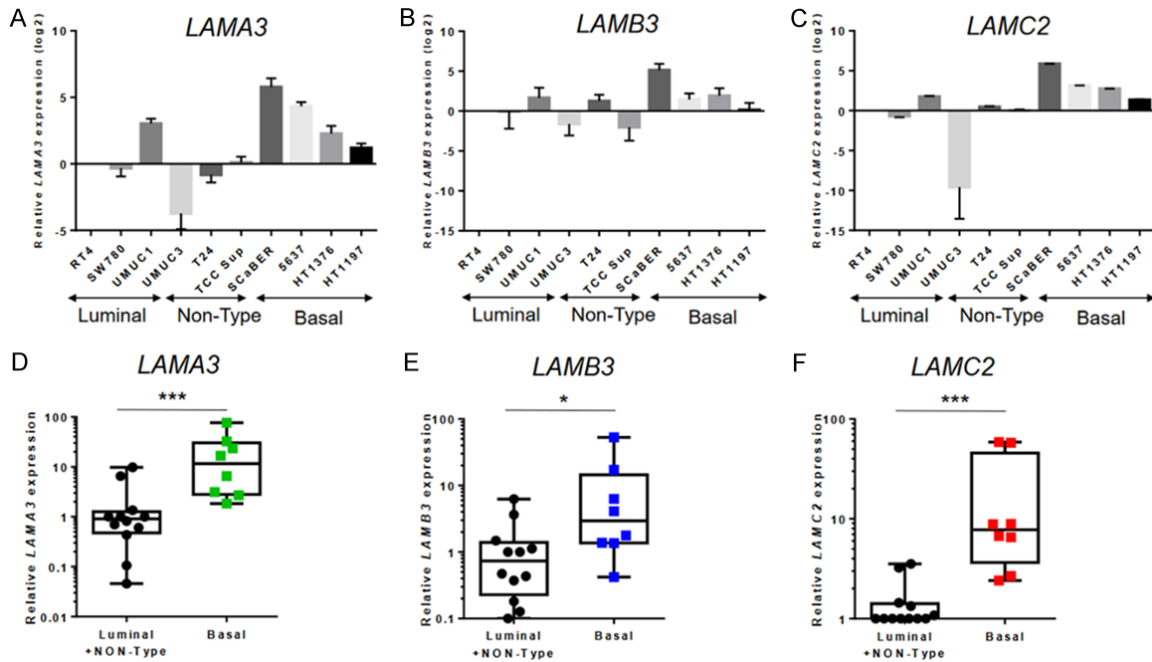 A
LAMA3
Relative LAMA3 expression (log2)
10
5
0
-5
RT4
SW780
UMUC1
UMUC3
T24
TCC Sup
SCaBER
5637
HT1376
HT1197
Luminal
Non-Type
Basal
B
LAMB3
Relative LAMB3 expression (log2)
10
5
0
-5
-10
-15
RT4
SW780
UMUC1
UMUC3
T24
TCC Sup
SCaBER
5637
HT1376
HT1197
Luminal
Non-Type
Basal
C
LAMC2
Relative LAMC2 expression (log2)
10
5
0
-5
-10
-15
RT4
SW780
UMUC1
UMUC3
T24
TCC Sup
SCaBER
5637
HT1376
HT1197
Luminal
Non-Type
Basal
D
LAMA3
***
Relative LAMA3 expression
100
10
1
0.1
0.01
Luminal
+NON-Type
Basal
E
LAMB3
*
Relative LAMB3 expression
100
10
1
0.1
Luminal
+NON-Type
Basal
F
LAMC2
***
Relative LAMC2 expression
100
10
1
Luminal
+NON-Type
Basal